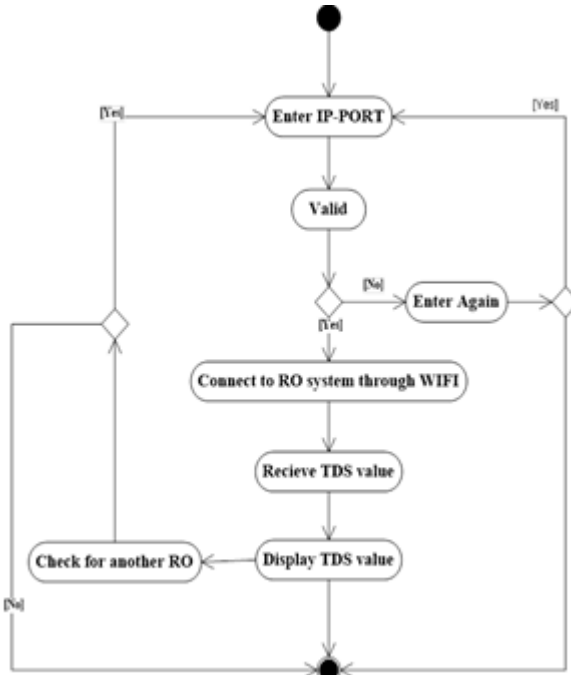 [Yes]
Enter IP-PORT
[Yes]
Valid
[No]
Enter Again
[Yes]
Connect to RO system through WIFI
Recieve TDS value
Check for another RO
Display TDS value
[No]